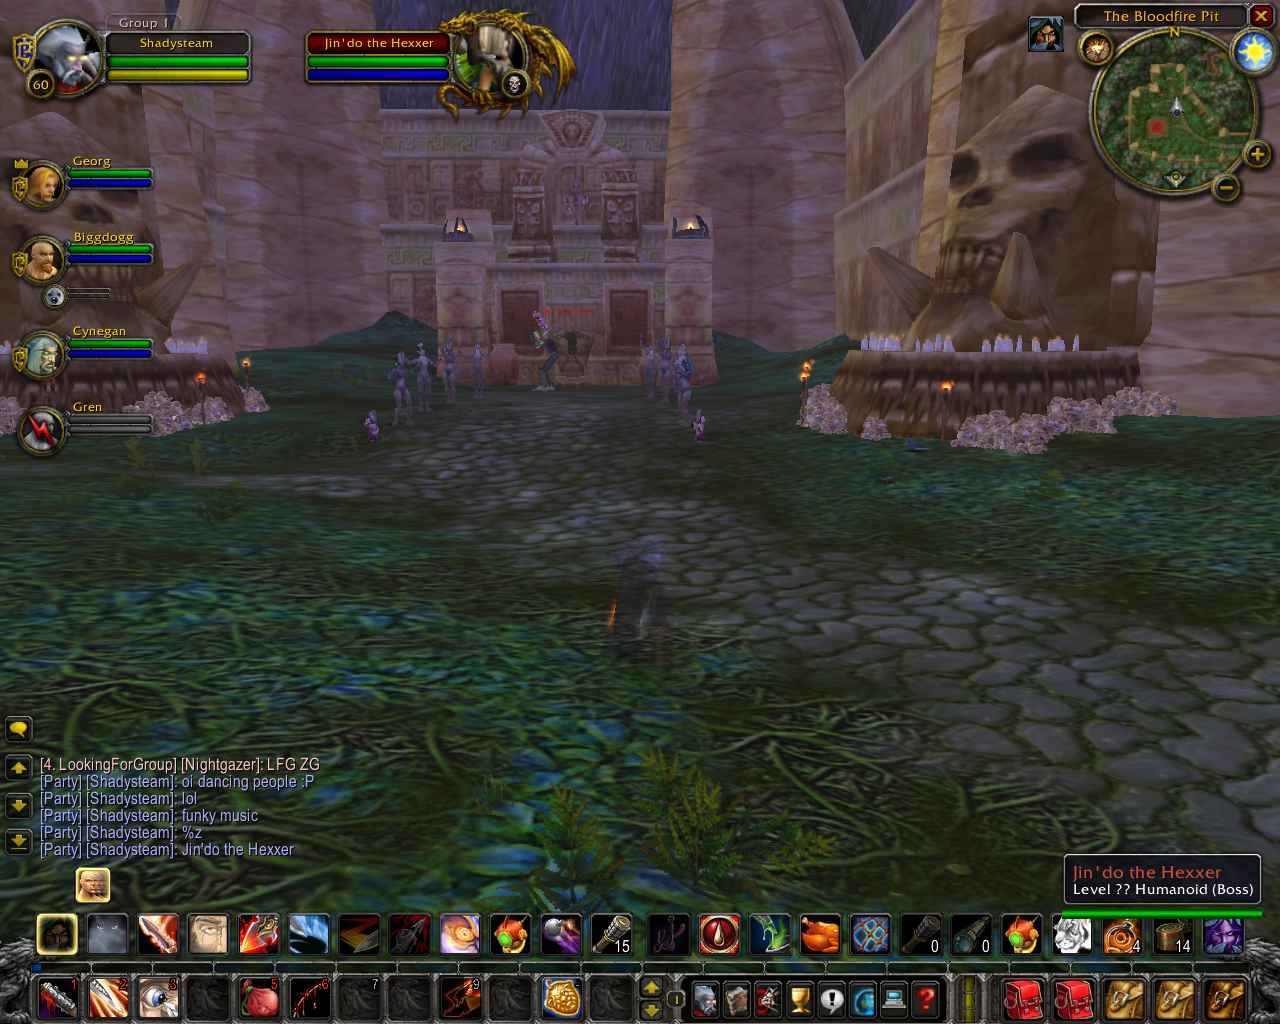 Group 1
Shadysteam
Jin'do the Hexxer
The Bloodfire Pit
N
60
Georg
Biggdogg
Cynegan
Gren
[4. LookingForGroup] [Nightgazer]: LFG ZG
[Party] [Shadysteam]: oi dancing people :P
[Party] [Shadysteam]: lol
[Party] [Shadysteam]: funky music
[Party] [Shadysteam]: %z
[Party] [Shadysteam]: Jin'do the Hexxer
Jin'do the Hexxer
Level ?? Humanoid (Boss)
15
0
0
4
14
1
2
3
5
6
7
9
1